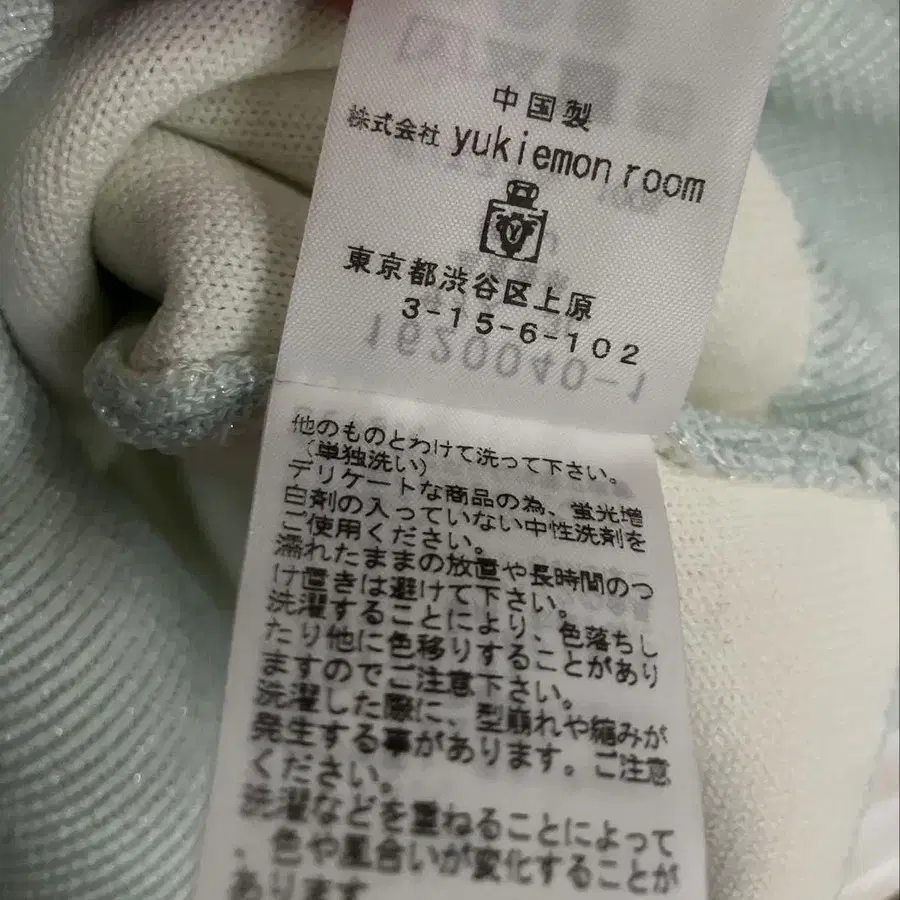 中国製
株式会社 yukiemon room
Y
東京都渋谷区上原
3-15-6-102
1620040-1
他のものとわけて洗って下さい。
（単独洗い）
デリケートな商品の為、蛍光増
白剤の入っていない中性洗剤を
ご使用ください。
濡れたままの放置や長時間のつ
け置きは避けて下さい。
洗濯することにより、色落ちし
たり他に色移りすることがあり
ますのでご注意下さい。
洗濯した際に、型崩れや縮みが
発生する事があります。ご注意
ください。
洗濯などを重ねることによって
、色や風合いが変化することが
あります